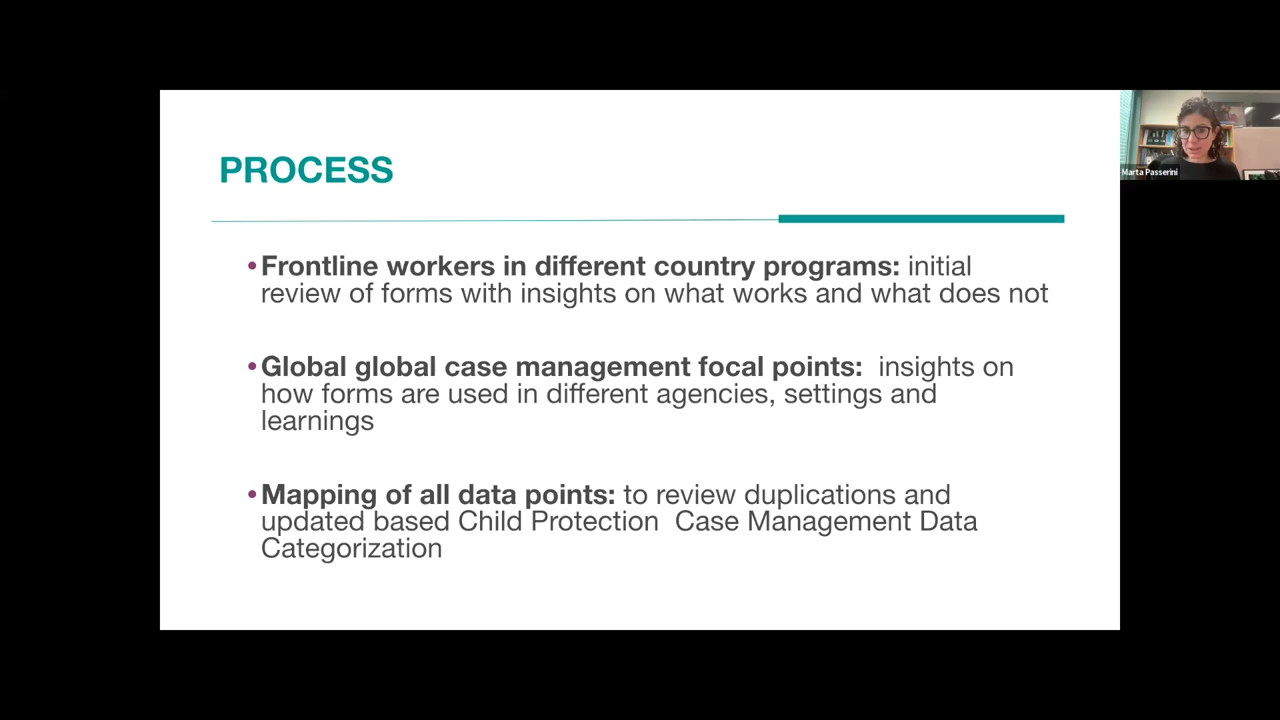 PROCESS
•Frontline workers in different country programs: initial
review of forms with insights on what works and what does not
•Global global case management focal points:  insights on
how forms are used in different agencies, settings and
learnings
•Mapping of all data points: to review duplications and
updated based Child Protection  Case Management Data
Categorization
Marta Passerini